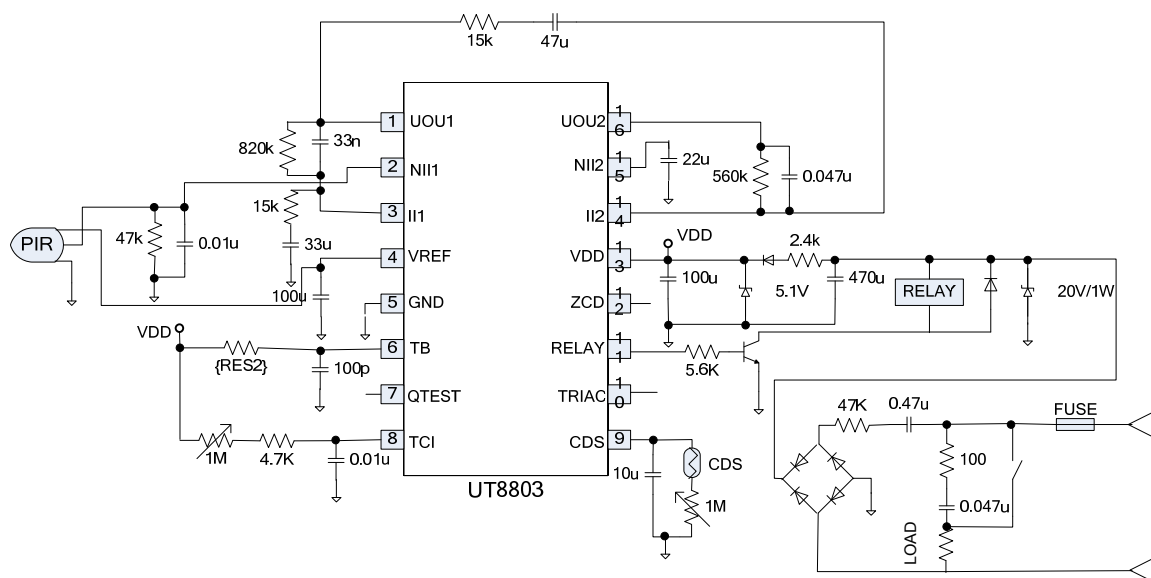 15k
47u
1
UOU1
UOU2
1
6
820k
33n
2
NII1
NII2
1
5
22u
560k
0.047u
15k
3
II1
II2
1
4
PIR
47k
0.01u
33u
4
VREF
VDD
1
3
VDD
2.4k
100u
100u
5.1V
470u
RELAY
20V/1W
5
GND
ZCD
1
2
VDD
{RES2}
6
TB
RELAY
1
1
5.6K
100p
7
QTEST
TRIAC
1
0
1M
4.7K
0.01u
8
TCI
CDS
9
10u
CDS
1M
UT8803
47K
0.47u
FUSE
100
0.047u
LOAD